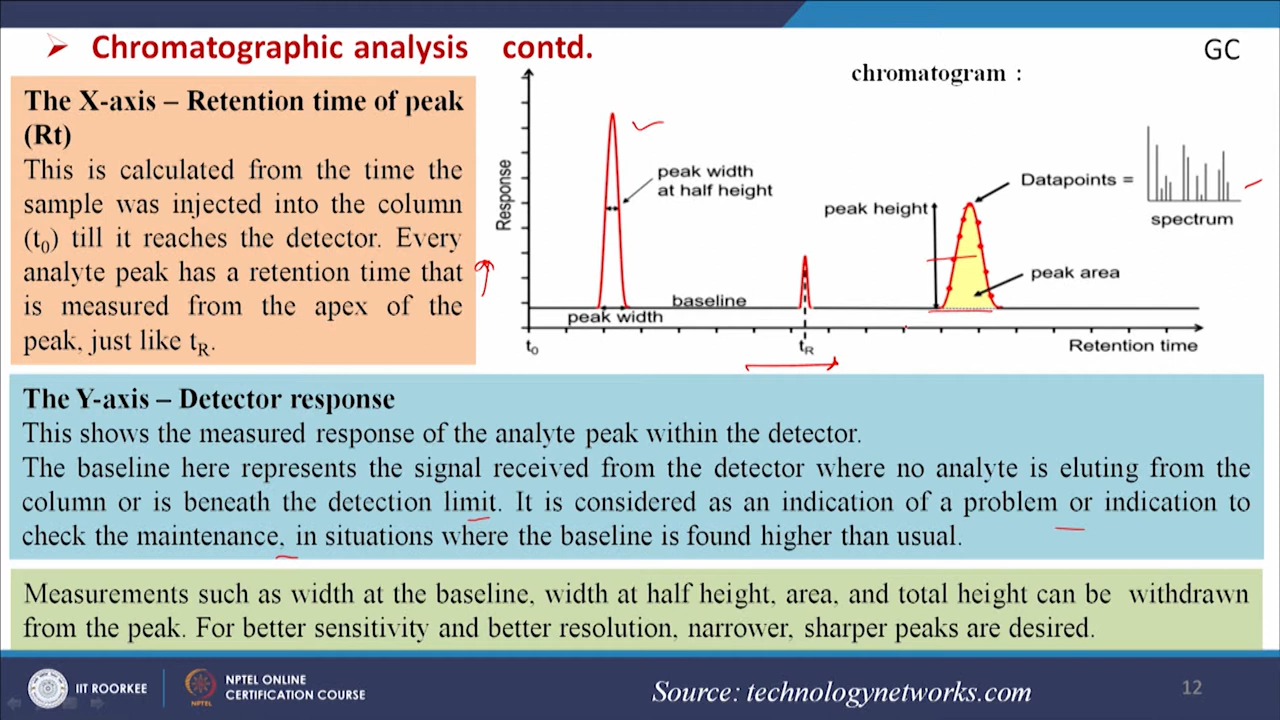 Chromatographic analysis contd.
GC
The X-axis – Retention time of peak
(Rt)
This is calculated from the time the
sample was injected into the column
(t0) till it reaches the detector. Every
analyte peak has a retention time that
is measured from the apex of the
peak, just like tR.
chromatogram :
Response
peak width
at half height
peak width
baseline
t0
tR
peak height
Datapoints =
spectrum
peak area
Retention time
The Y-axis – Detector response
This shows the measured response of the analyte peak within the detector.
The baseline here represents the signal received from the detector where no analyte is eluting from the
column or is beneath the detection limit. It is considered as an indication of a problem or indication to
check the maintenance, in situations where the baseline is found higher than usual.
Measurements such as width at the baseline, width at half height, area, and total height can be withdrawn
from the peak. For better sensitivity and better resolution, narrower, sharper peaks are desired.
IIT ROORKEE
NPTEL ONLINE
CERTIFICATION COURSE
NPTEL
Source: technologynetworks.com
12